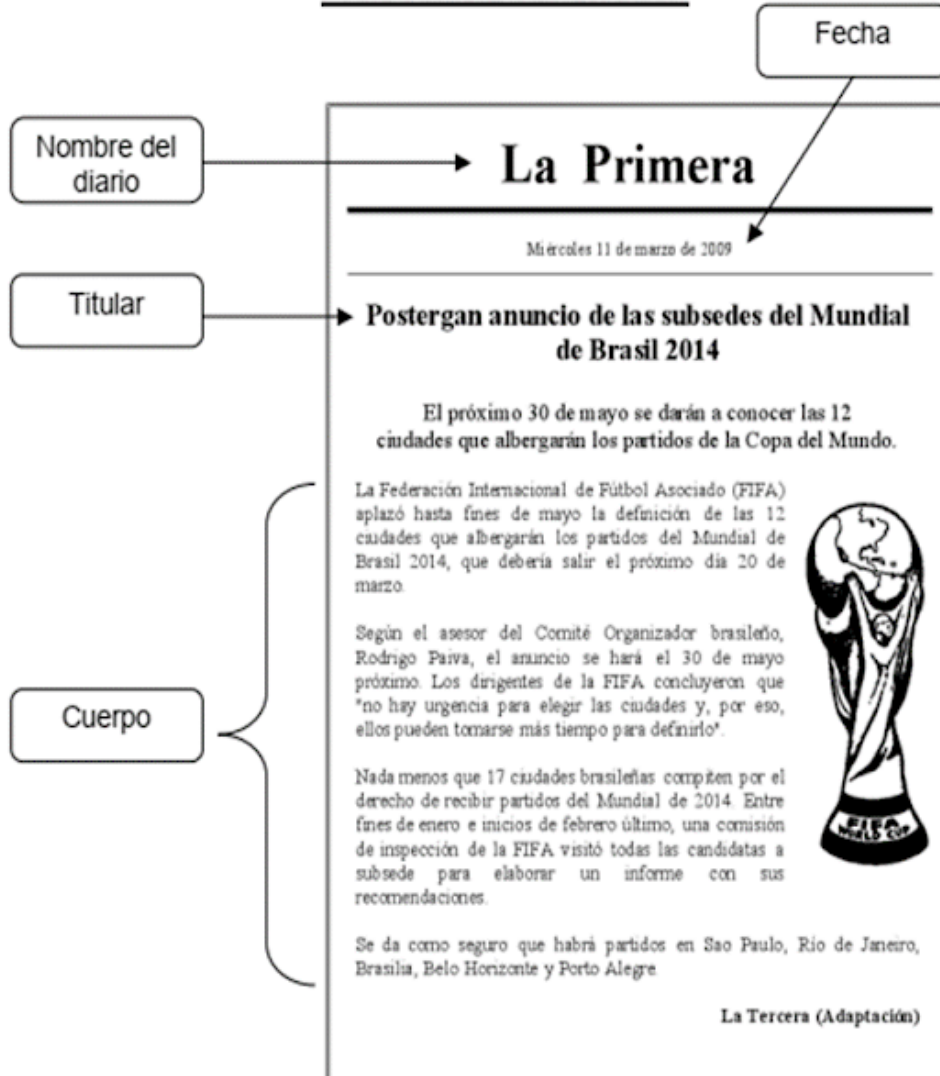 Fecha
Nombre del
diario
La Primera
Miércoles 11 de marzo de 2009
Titular
Postergan anuncio de las subsedes del Mundial
de Brasil 2014
El próximo 30 de mayo se darán a conocer las 12
ciudades que albergarán los partidos de la Copa del Mundo.
Cuerpo
La Federación Internacional de Fútbol Asociado (FIFA)
aplazó hasta fines de mayo la definición de las 12
ciudades que albergarán los partidos del Mundial de
Brasil 2014, que debería salir el próximo día 20 de
marzo.
Según el asesor del Comité Organizador brasileño,
Rodrigo Paiva, el anuncio se hará el 30 de mayo
próximo. Los dirigentes de la FIFA concluyeron que
"no hay urgencia para elegir las ciudades y, por eso,
ellos pueden tomarse más tiempo para definirlo".
Nada menos que 17 ciudades brasileñas compiten por el
derecho de recibir partidos del Mundial de 2014. Entre
fines de enero e inicios de febrero último, una comisión
de inspección de la FIFA visitó todas las candidatas a
subsede para elaborar un informe con sus
recomendaciones.
Se da como seguro que habrá partidos en Sao Paulo, Río de Janeiro,
Brasilia, Belo Horizonte y Porto Alegre.
FIFA
WORLD CUP
La Tercera (Adaptación)